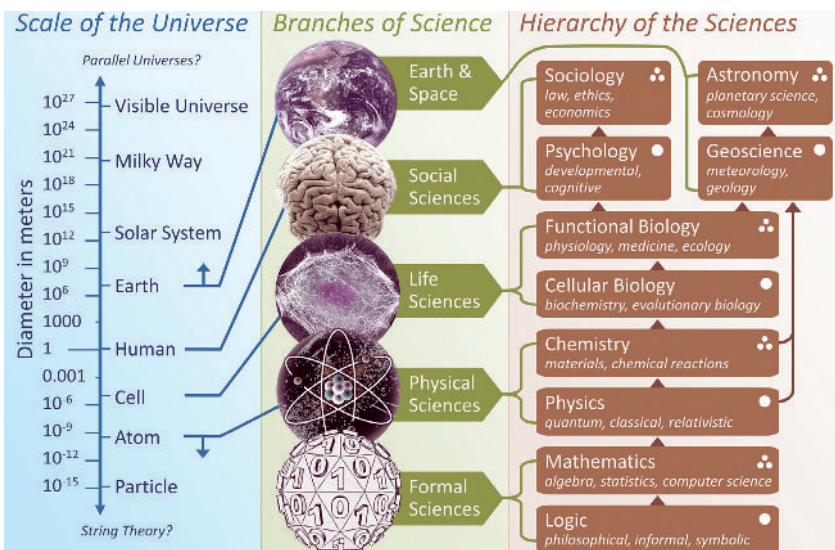 Scale of the Universe
Parallel Universes?
Diameter in meters
10^27
Visible Universe
10^24
10^21
Milky Way
10^18
10^15
Solar System
10^12
10^9
Earth
10^6
1000
Human
1
0.001
Cell
10^-6
10^-9
Atom
10^-12
10^-15
Particle
String Theory?
Branches of Science
Earth &
Space
Social
Sciences
Life
Sciences
Physical
Sciences
Formal
Sciences
Hierarchy of the Sciences
Sociology
law, ethics,
economics
Astronomy
planetary science,
cosmology
Psychology
developmental,
cognitive
Geoscience
meteorology,
geology
Functional Biology
physiology, medicine, ecology
Cellular Biology
biochemistry, evolutionary biology
Chemistry
materials, chemical reactions
Physics
quantum, classical, relativistic
Mathematics
algebra, statistics, computer science
Logic
philosophical, informal, symbolic